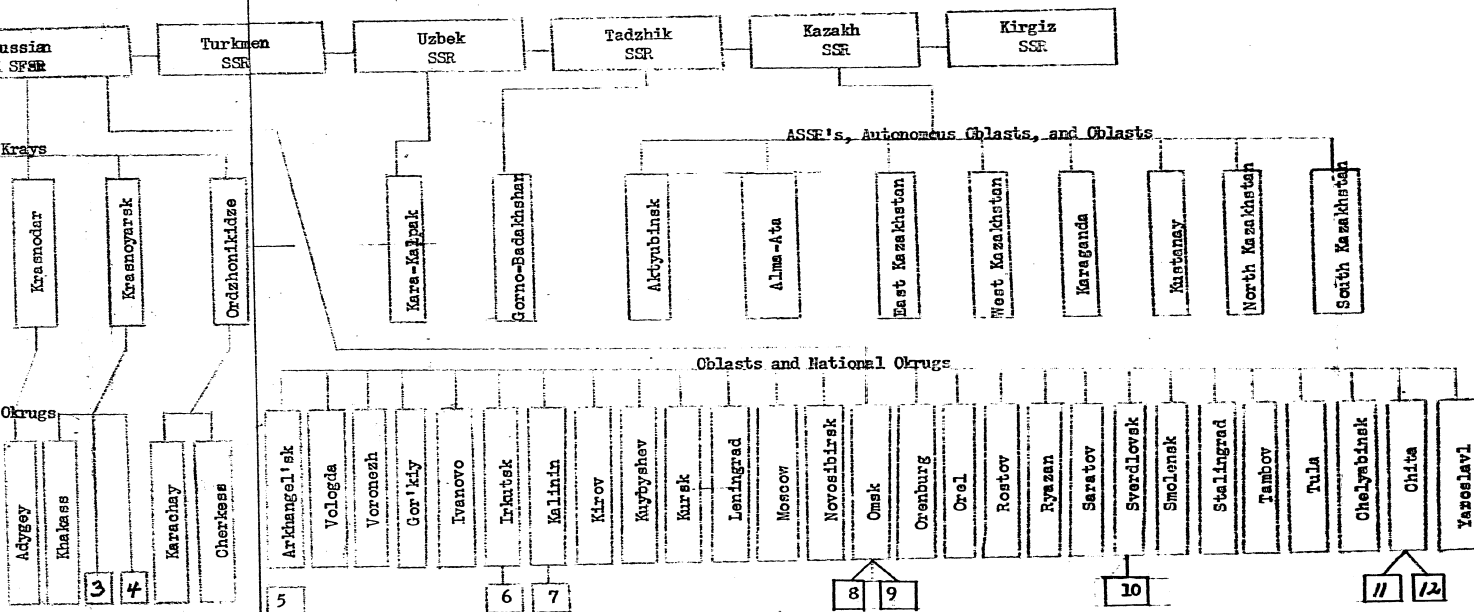 ussian
SFSR
Turkmen
SSR
Uzbek
SSR
Tadzhik
SSR
Kazakh
SSR
Kirgiz
SSR
Krays
ASSR's, Autonomous Oblasts, and Oblasts
Krasnodar
Krasnoyarsk
Ordzhonikidze
Kara-Kalpak
Gorno-Badakhshan
Aktyubinsk
Alma-Ata
East Kazakhstan
West Kazakhstan
Karaganda
Kustanay
North Kazakhstan
South Kazakhstan
Oblasts and National Okrugs
Okrugs
Adygey
Khakass
3
4
Karachay
Cherkess
Arkhangel'sk
Vologda
Voronezh
Gor'kiy
Ivanovo
Irkutsk
Kalinin
Kirov
Kuybyshev
Kursk
Leningrad
Moscow
Novosibirsk
Omsk
Orenburg
Orel
Rostov
Ryazan
Saratov
Sverdlovsk
Smolensk
Stalingrad
Tambov
Tula
Chelyabinsk
Chita
Yaroslavl
5
6
7
8
9
10
11
12